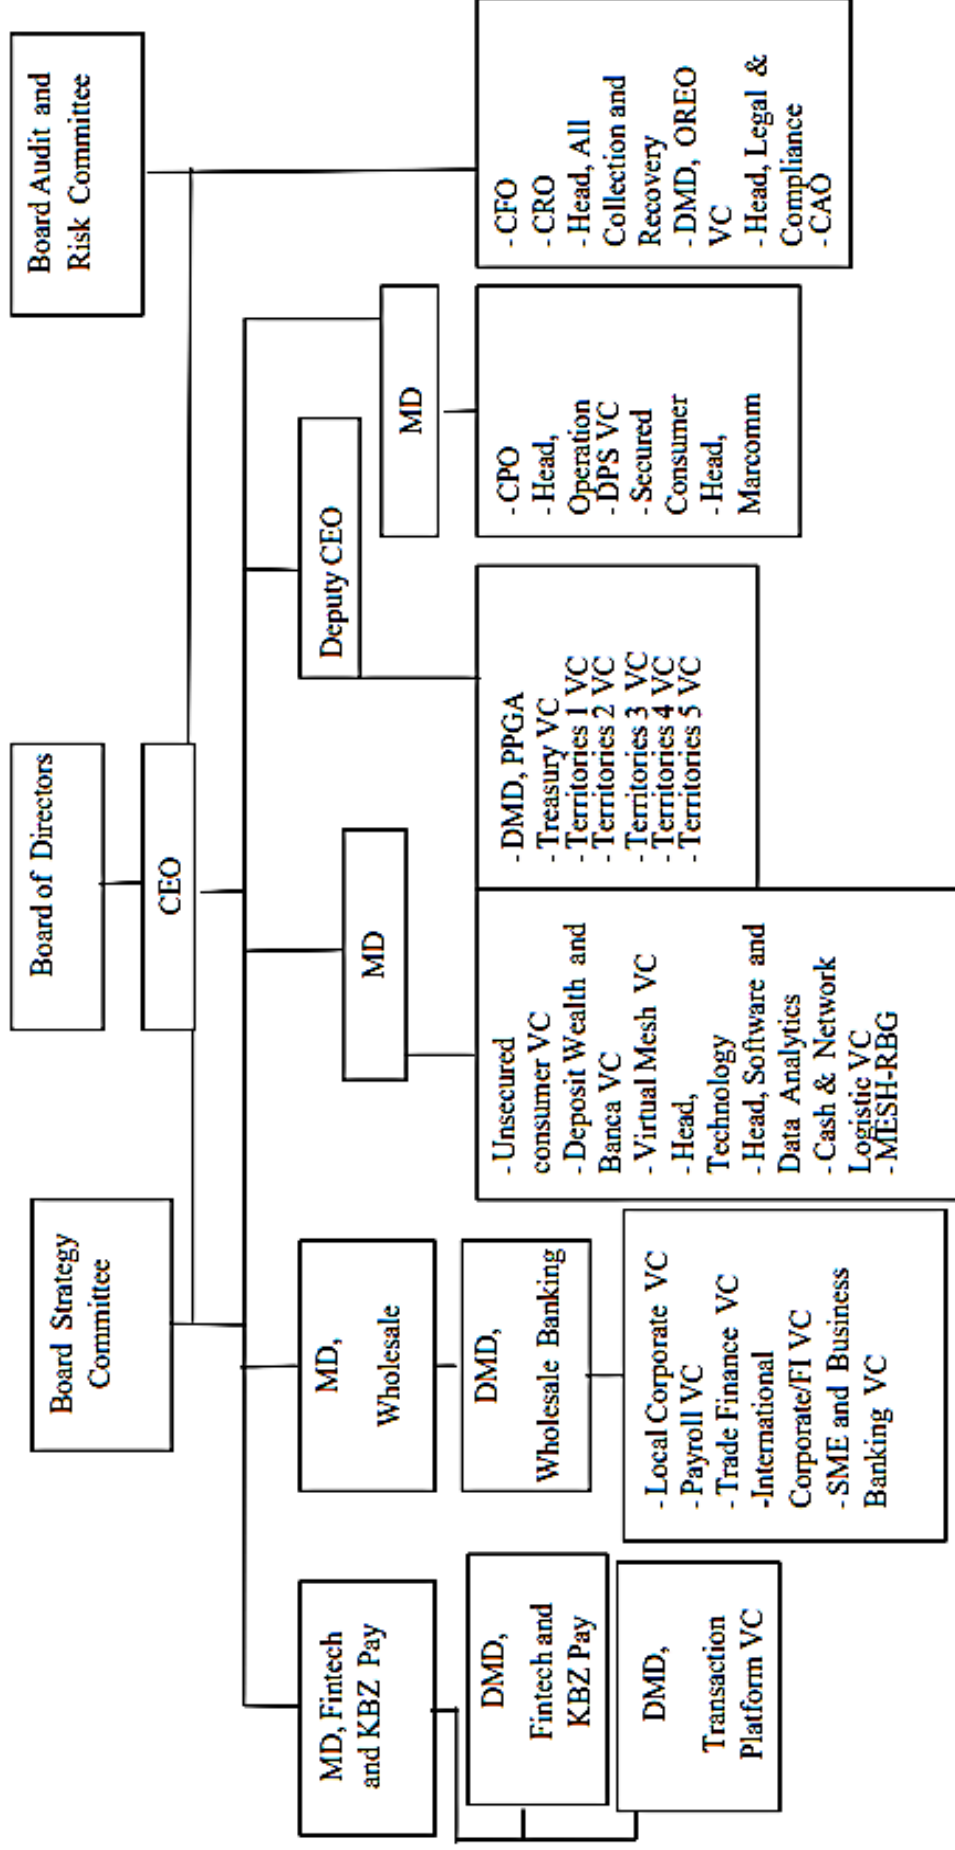 Board Strategy
Committee
Board of Directors
Board Audit and
Risk Committee
CEO
MD, Fintech
and KBZ Pay
MD,
Wholesale
MD
Deputy CEO
MD
DMD,
Fintech and
KBZ Pay
DMD,
Transaction
Platform VC
DMD,
Wholesale Banking
-Local Corporate VC
-Payroll VC
-Trade Finance VC
-International
Corporate/FI VC
-SME and Business
Banking VC
-Unsecured
consumer VC
-Deposit Wealth and
Banca VC
-Virtual Mesh VC
-Head,
Technology
-Head, Software and
Data Analytics
-Cash & Network
Logistic VC
-MESH-RBG
-DMD, PPGA
-Treasury VC
-Territories 1 VC
-Territories 2 VC
-Territories 3 VC
-Territories 4 VC
-Territories 5 VC
-CPO
-Head,
Operation
-DPS VC
-Secured
Consumer
-Head,
Marcomm
-CFO
-CRO
-Head, All
Collection and
Recovery
-DMD, OREO
VC
-Head, Legal &
Compliance
-CAO